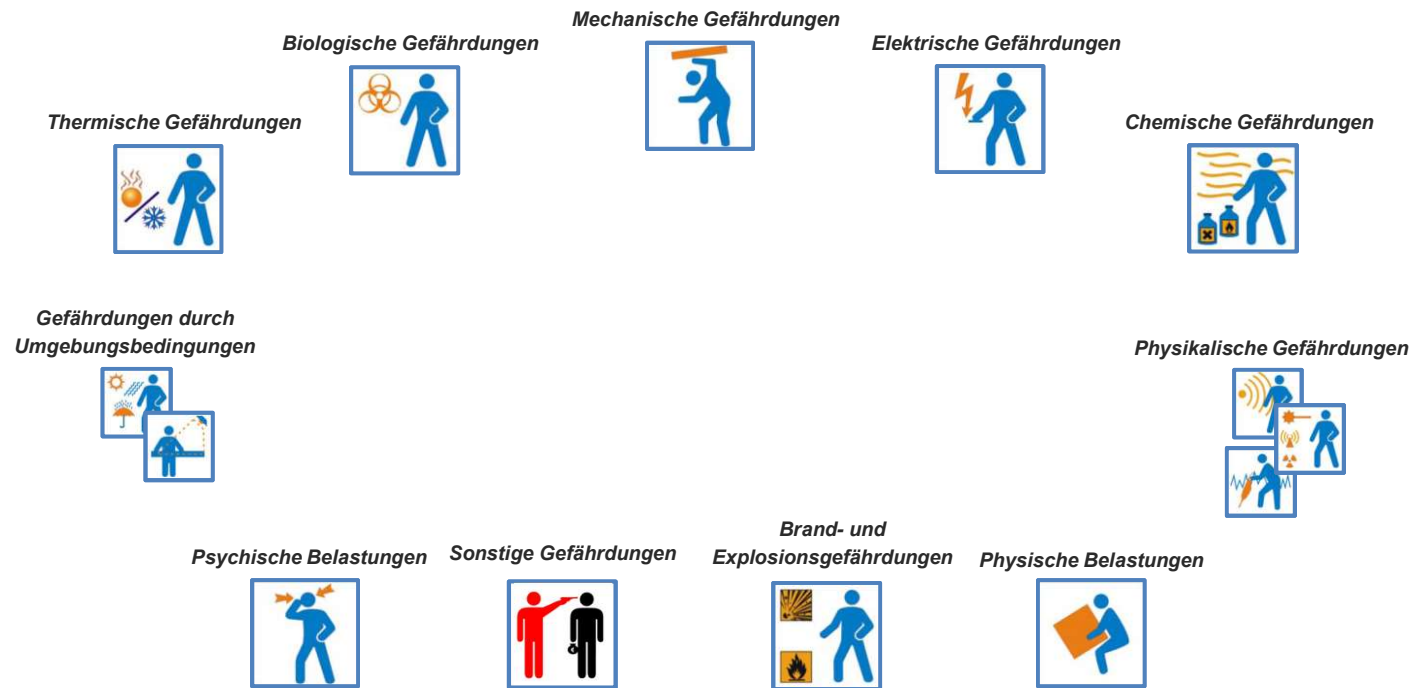 Mechanische Gefährdungen
Biologische Gefährdungen
Elektrische Gefährdungen
Thermische Gefährdungen
Chemische Gefährdungen
Gefährdungen durch
Umgebungsbedingungen
Physikalische Gefährdungen
Psychische Belastungen
Sonstige Gefährdungen
Brand- und
Explosionsgefährdungen
Physische Belastungen